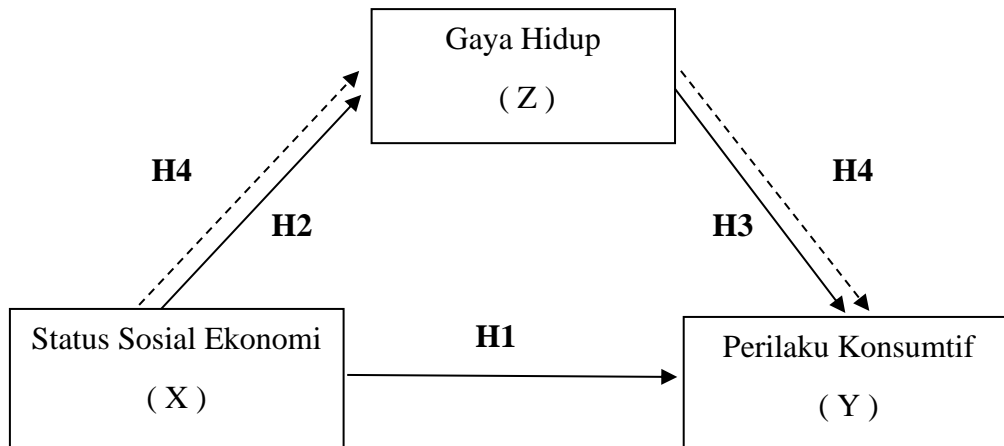 Gaya Hidup
( Z )
H4
H4
H2
H3
Status Sosial Ekonomi
( X )
H1
Perilaku Konsumtif
( Y )